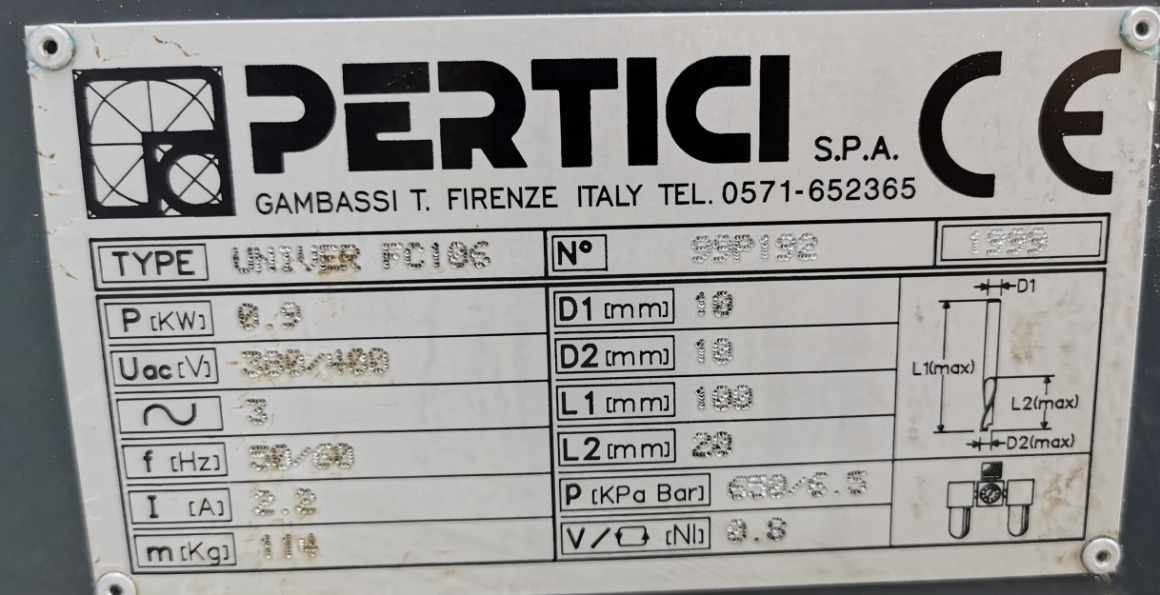 PERTICI S.P.A. CE
GAMBASSI T. FIRENZE ITALY TEL. 0571-652365
TYPE UNIVER FC106 N° 99P192 1999
P [KW] 0.9
Uac [V] 380/400
~ 3
f [Hz] 50/60
I [A] 2.2
m [Kg] 114
D1 [mm] 10
D2 [mm] 10
L1 [mm] 100
L2 [mm] 20
P [KPa Bar] 650/6.5
V/ [Nl] 0.8
D1
L1(max)
L2(max)
D2(max)